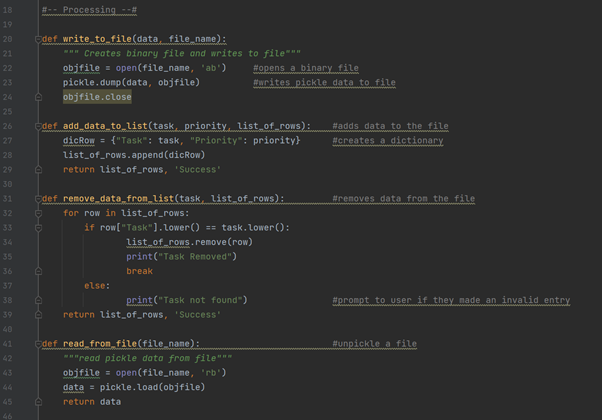 18 #-- Processing --#
19
20 def write_to_file(data, file_name):
21 """ Creates binary file and writes to file"""
22 objfile = open(file_name, 'ab') #opens a binary file
23 pickle.dump(data, objfile) #writes pickle data to file
24 objfile.close
25
26 def add_data_to_list(task, priority, list_of_rows): #adds data to the file
27 dicRow = {"Task": task, "Priority": priority} #creates a dictionary
28 list_of_rows.append(dicRow)
29 return list_of_rows, 'Success'
30
31 def remove_data_from_list(task, list_of_rows): #removes data from the file
32 for row in list_of_rows:
33 if row["Task"].lower() == task.lower():
34 list_of_rows.remove(row)
35 print("Task Removed")
36 break
37 else:
38 print("Task not found") #prompt to user if they made an invalid entry
39 return list_of_rows, 'Success'
40
41 def read_from_file(file_name): #unpickle a file
42 """read pickle data from file"""
43 objfile = open(file_name, 'rb')
44 data = pickle.load(objfile)
45 return data
46